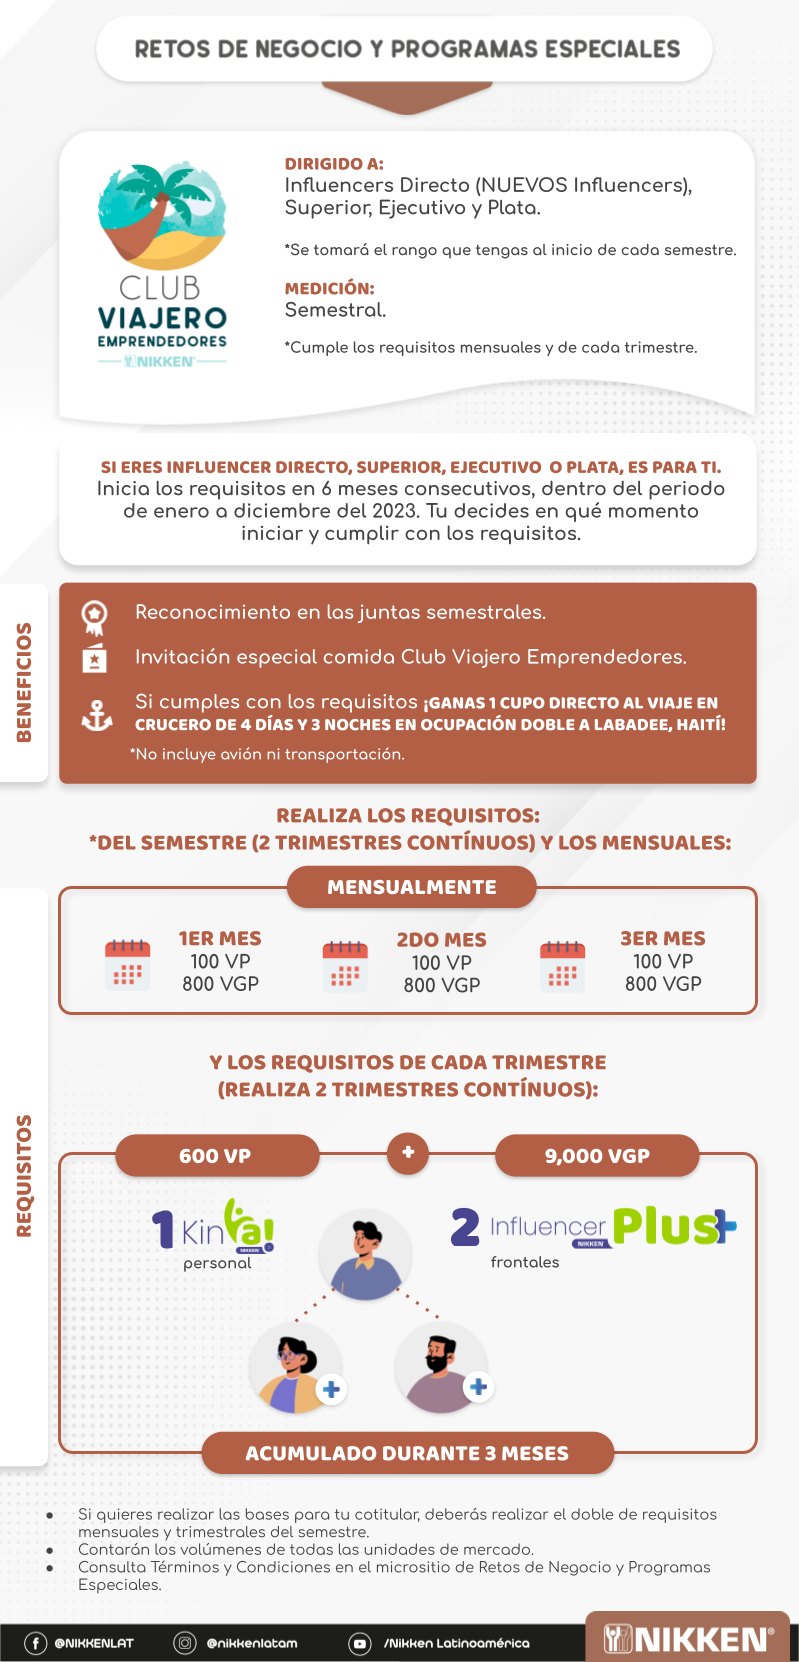 RETOS DE NEGOCIO Y PROGRAMAS ESPECIALES
CLUB
VIAJERO
EMPRENDEDORES
NIKKEN
DIRIGIDO A:
Influencers Directo (NUEVOS Influencers),
Superior, Ejecutivo y Plata.
*Se tomará el rango que tengas al inicio de cada semestre.
MEDICIÓN:
Semestral.
*Cumple los requisitos mensuales y de cada trimestre.
SI ERES INFLUENCER DIRECTO, SUPERIOR, EJECUTIVO O PLATA, ES PARA TI.
Inicia los requisitos en 6 meses consecutivos, dentro del periodo
de enero a diciembre del 2023. Tu decides en qué momento
iniciar y cumplir con los requisitos.
BENEFICIOS
Reconocimiento en las juntas semestrales.
Invitación especial comida Club Viajero Emprendedores.
Si cumples con los requisitos ¡GANAS 1 CUPO DIRECTO AL VIAJE EN
CRUCERO DE 4 DÍAS Y 3 NOCHES EN OCUPACIÓN DOBLE A LABADEE, HAITÍ!
*No incluye avión ni transportación.
REALIZA LOS REQUISITOS:
*DEL SEMESTRE (2 TRIMESTRES CONTÍNUOS) Y LOS MENSUALES:
REQUISITOS
MENSUALMENTE
1ER MES
100 VP
800 VGP
2DO MES
100 VP
800 VGP
3ER MES
100 VP
800 VGP
Y LOS REQUISITOS DE CADA TRIMESTRE
(REALIZA 2 TRIMESTRES CONTÍNUOS):
600 VP + 9,000 VGP
1 KinYa!
NIKKEN
personal
2 Influencer Plus+
NIKKEN
frontales
ACUMULADO DURANTE 3 MESES
● Si quieres realizar las bases para tu cotitular, deberás realizar el doble de requisitos
mensuales y trimestrales del semestre.
● Contarán los volúmenes de todas las unidades de mercado.
● Consulta Términos y Condiciones en el micrositio de Retos de Negocio y Programas
Especiales.
@NIKKENLAT
@nikkenlatam
/Nikken Latinoamérica
NIKKEN®